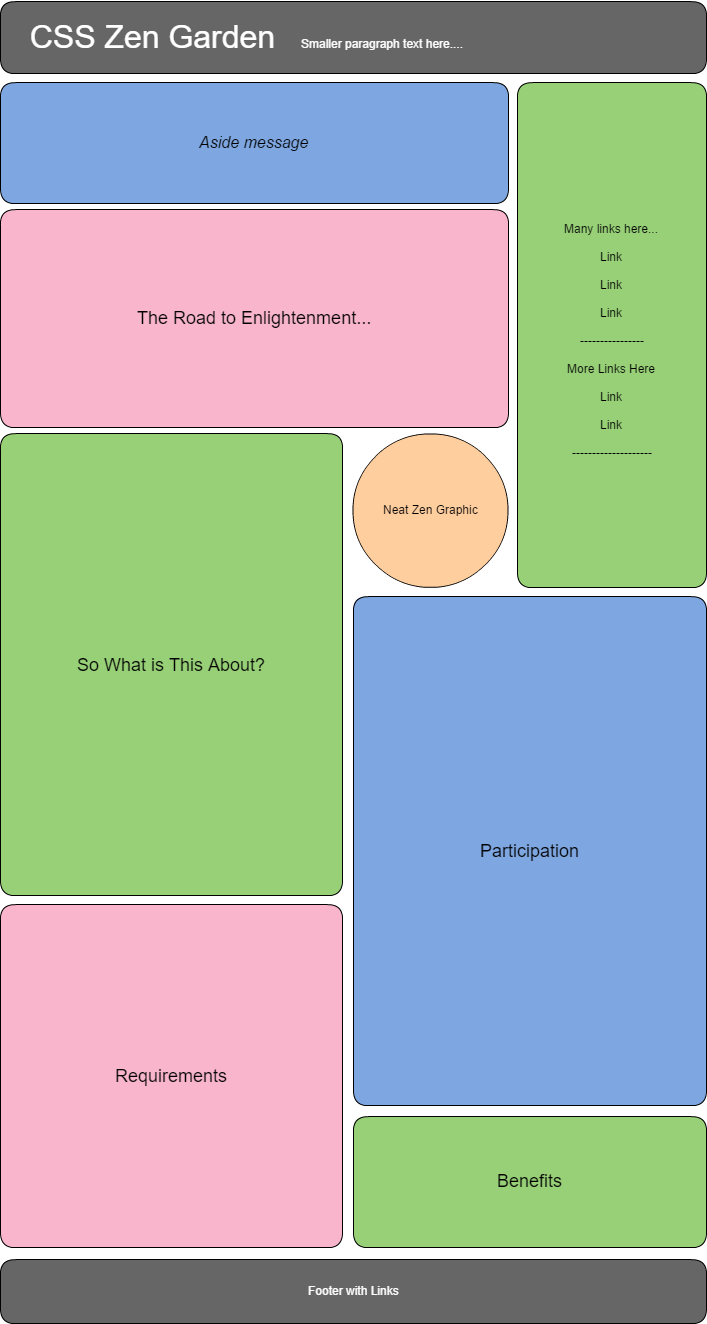 CSS Zen Garden
Smaller paragraph text here....
Aside message
The Road to Enlightenment...
Many links here...
Link
Link
Link
----------------
More Links Here
Link
Link
--------------------
Neat Zen Graphic
So What is This About?
Participation
Requirements
Benefits
Footer with Links